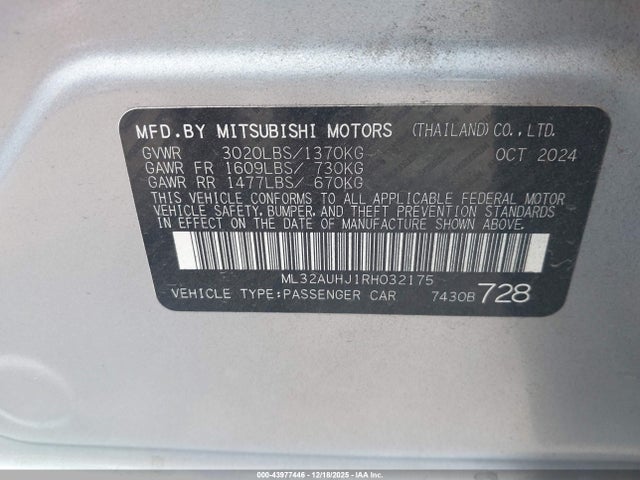 MFD.BY MITSUBISHI MOTORS (THAILAND)CO.,LTD.
GVWR 3020LBS/1370KG OCT 2024
GAWR FR 1609LBS/ 730KG
GAWR RR 1477LBS/ 670KG
THIS VEHICLE CONFORMS TO ALL APPLICABLE FEDERAL MOTOR
VEHICLE SAFETY, BUMPER, AND THEFT PREVENTION STANDARDS
IN EFFECT ON THE DATE OF MANUFACTURE SHOWN ABOVE.
ML32AUHJ1RH032175
VEHICLE TYPE:PASSENGER CAR 7430B 728
000-43977446 | 12/18/2025 - Copyright © 2025 IAA, LLC.